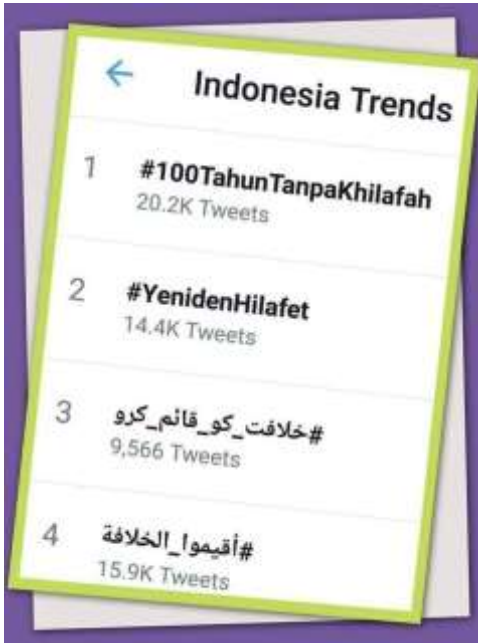 Indonesia Trends
1
#100TahunTanpaKhilafah
20.2K Tweets
2
#YenidenHilafet
14.4K Tweets
3
#خلافت_کو_قائم_کرو
9,566 Tweets
4
#أقيموا_الخلافة
15.9K Tweets